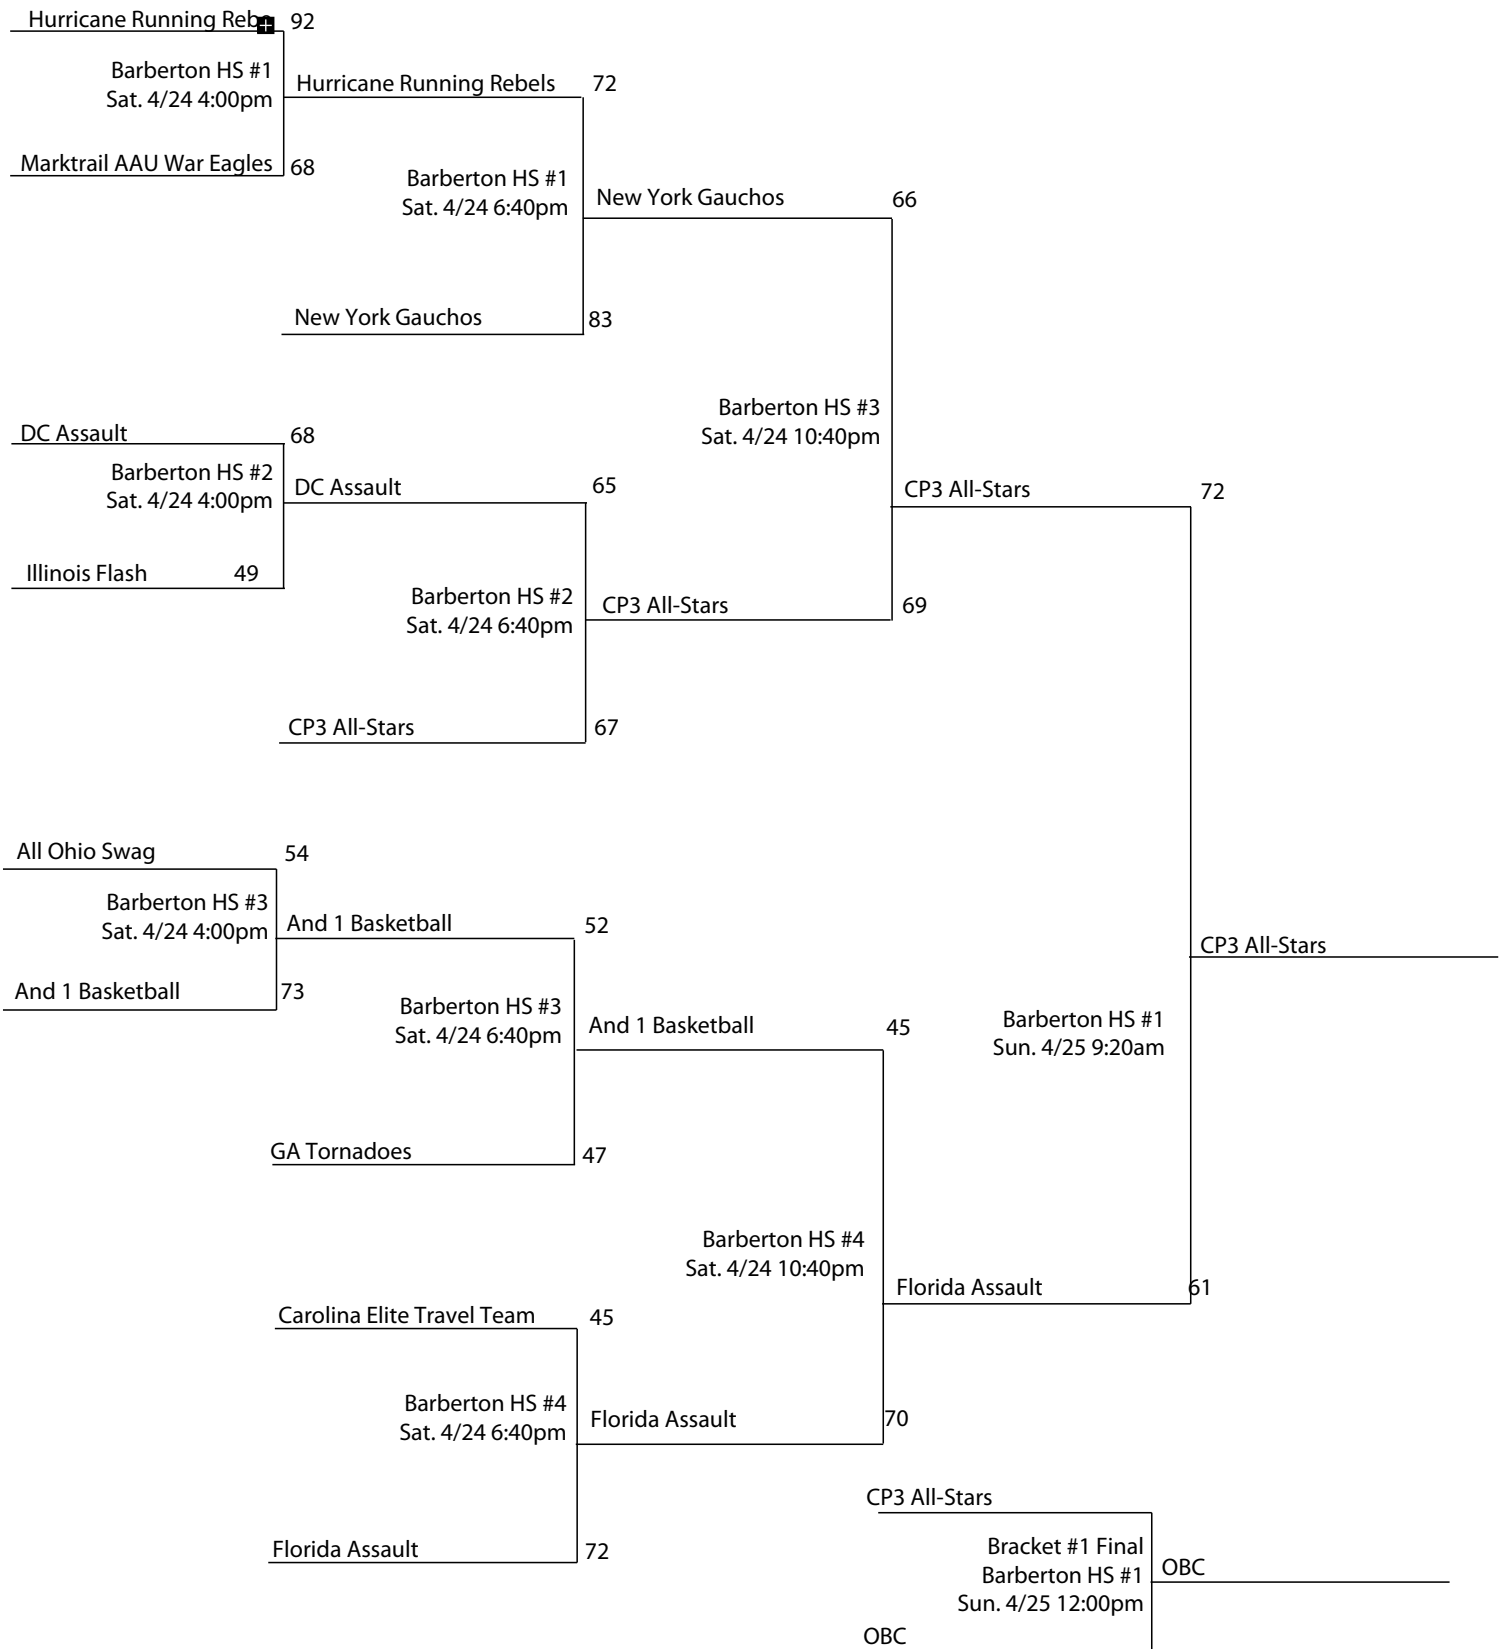 Hurricane Running Rebe 92
Barberton HS #1
Sat. 4/24 4:00pm
Marktrail AAU War Eagles 68
Hurricane Running Rebels 72
Barberton HS #1
Sat. 4/24 6:40pm
New York Gauchos 83
New York Gauchos 66
DC Assault 68
Barberton HS #2
Sat. 4/24 4:00pm
Illinois Flash 49
DC Assault 65
Barberton HS #2
Sat. 4/24 6:40pm
CP3 All-Stars 67
Barberton HS #3
Sat. 4/24 10:40pm
CP3 All-Stars 69
CP3 All-Stars 72
All Ohio Swag 54
Barberton HS #3
Sat. 4/24 4:00pm
And 1 Basketball 73
And 1 Basketball 52
Barberton HS #3
Sat. 4/24 6:40pm
GA Tornadoes 47
And 1 Basketball 45
Barberton HS #1
Sun. 4/25 9:20am
CP3 All-Stars
Barberton HS #4
Sat. 4/24 10:40pm
Florida Assault 61
Carolina Elite Travel Team 45
Barberton HS #4
Sat. 4/24 6:40pm
Florida Assault 72
Florida Assault 70
CP3 All-Stars
Bracket #1 Final
Barberton HS #1
Sun. 4/25 12:00pm
OBC
OBC